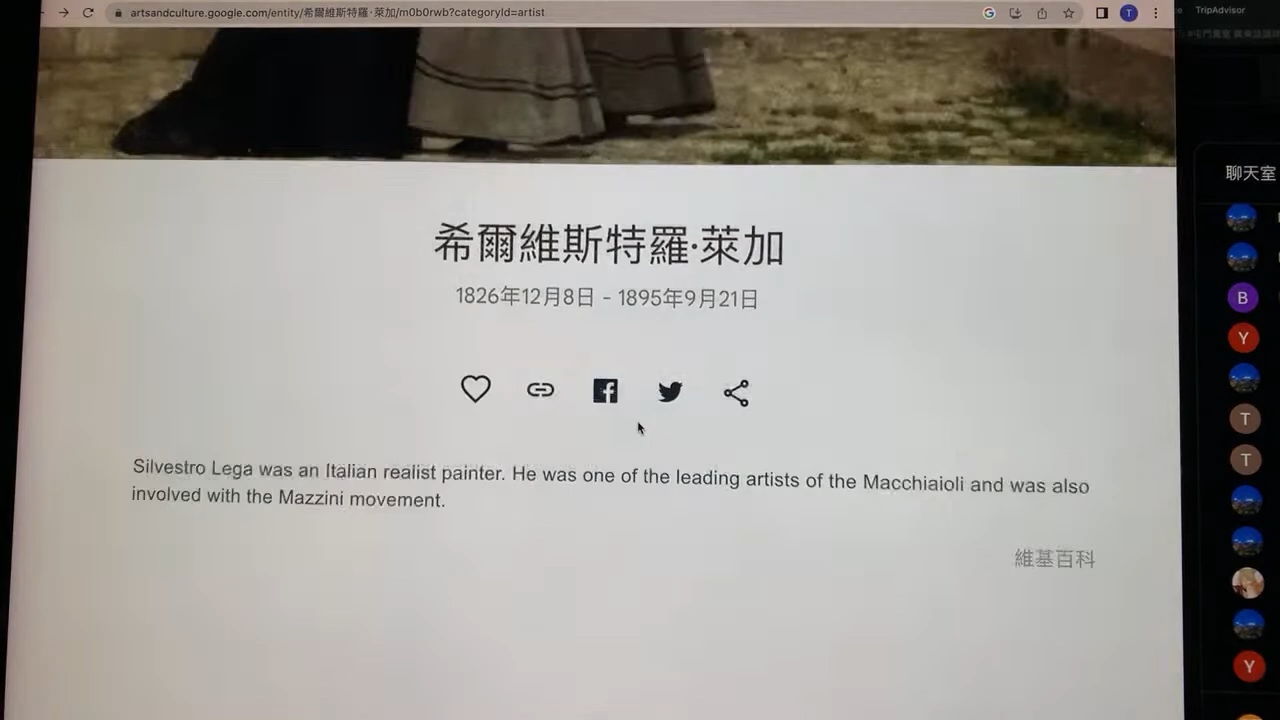 artsandculture.google.com/entity/希爾維斯特羅·萊加/m0b0rwb?categoryId=artist
T
TripAdvisor
聊天室
希爾維斯特羅·萊加
1826年12月8日 - 1895年9月21日
B
Y
T
T
Silvestro Lega was an Italian realist painter. He was one of the leading artists of the Macchiaioli and was also
involved with the Mazzini movement.
維基百科
Y